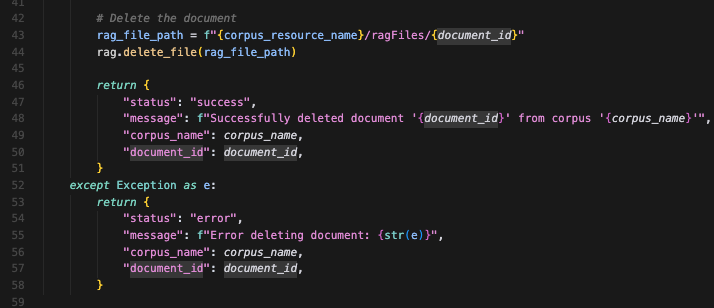 41
42 # Delete the document
43 rag_file_path = f"{corpus_resource_name}/ragFiles/{document_id}"
44 rag.delete_file(rag_file_path)
45
46 return {
47 "status": "success",
48 "message": f"Successfully deleted document '{document_id}' from corpus '{corpus_name}'",
49 "corpus_name": corpus_name,
50 "document_id": document_id,
51 }
52 except Exception as e:
53 return {
54 "status": "error",
55 "message": f"Error deleting document: {str(e)}",
56 "corpus_name": corpus_name,
57 "document_id": document_id,
58 }
59